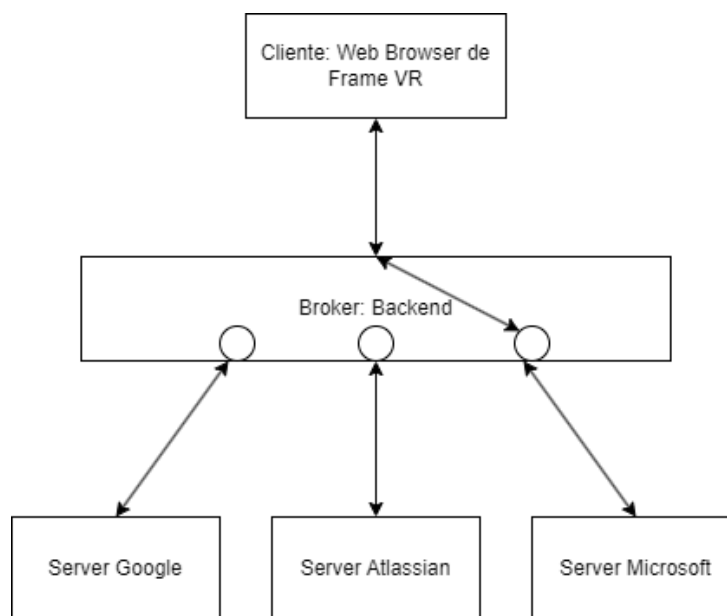 Cliente: Web Browser de
Frame VR
Broker: Backend
Server Google
Server Atlassian
Server Microsoft